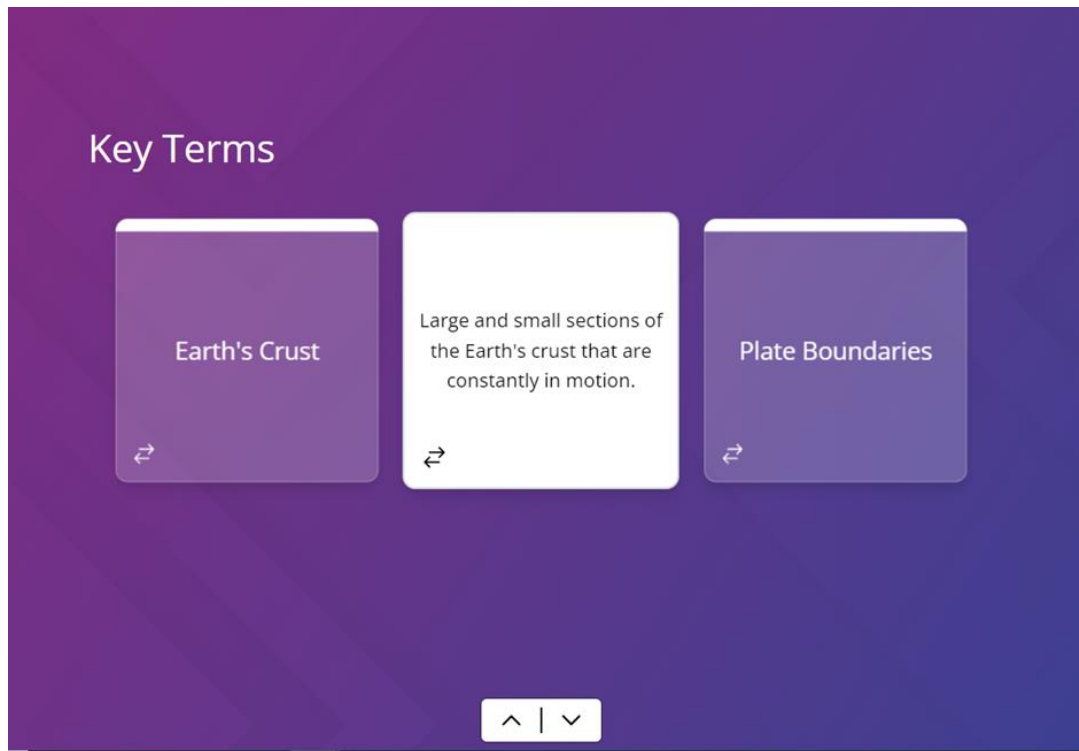 Key Terms
Earth's Crust
Large and small sections of
the Earth's crust that are
constantly in motion.
Plate Boundaries